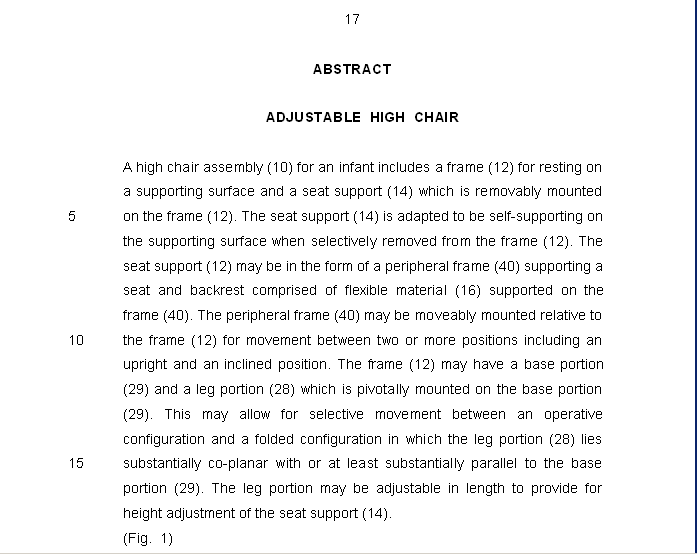 17
ABSTRACT
ADJUSTABLE HIGH CHAIR
A high chair assembly (10) for an infant includes a frame (12) for resting on
a supporting surface and a seat support (14) which is removably mounted
5 on the frame (12). The seat support (14) is adapted to be self-supporting on
the supporting surface when selectively removed from the frame (12). The
seat support (12) may be in the form of a peripheral frame (40) supporting a
seat and backrest comprised of flexible material (16) supported on the
frame (40). The peripheral frame (40) may be moveably mounted relative to
10 the frame (12) for movement between two or more positions including an
upright and an inclined position. The frame (12) may have a base portion
(29) and a leg portion (28) which is pivotally mounted on the base portion
(29). This may allow for selective movement between an operative
configuration and a folded configuration in which the leg portion (28) lies
15 substantially co-planar with or at least substantially parallel to the base
portion (29). The leg portion may be adjustable in length to provide for
height adjustment of the seat support (14).
(Fig. 1)